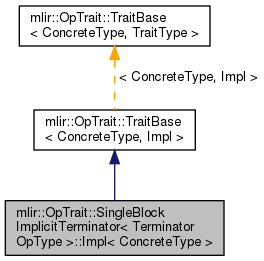 mlir::OpTrait::TraitBase
< ConcreteType, TraitType >
< ConcreteType, Impl >
mlir::OpTrait::TraitBase
< ConcreteType, Impl >
mlir::OpTrait::SingleBlock
ImplicitTerminator< Terminator
OpType >::Impl< ConcreteType >